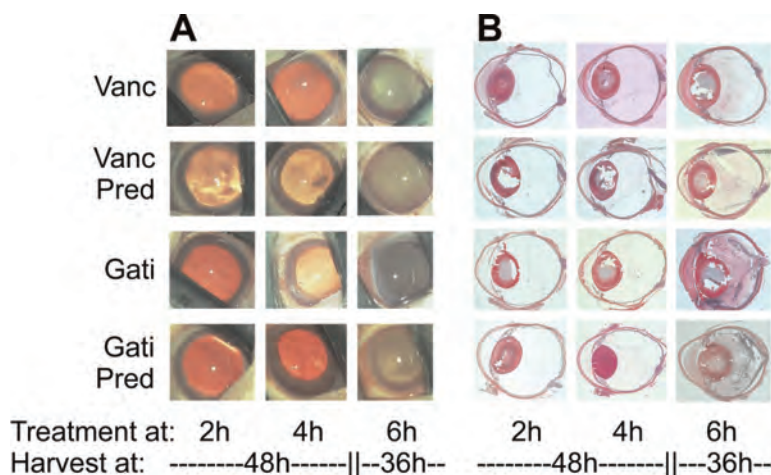 A
B
Vanc
Vanc
Pred
Gati
Gati
Pred
Treatment at: 2h 4h 6h 2h 4h 6h
Harvest at: --------48h-------||--36h-- --------48h-------||---36h---